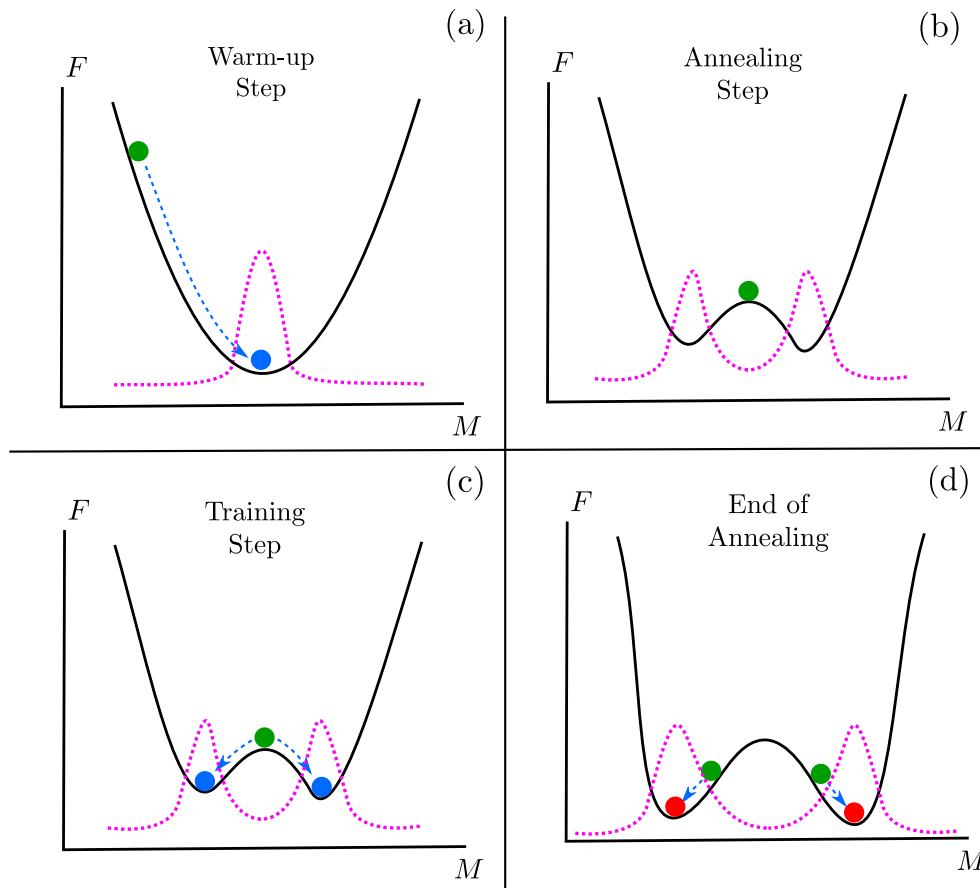 (a)
F
Warm-up
Step
M
(b)
F
Annealing
Step
M
(c)
F
Training
Step
M
(d)
F
End of
Annealing
M